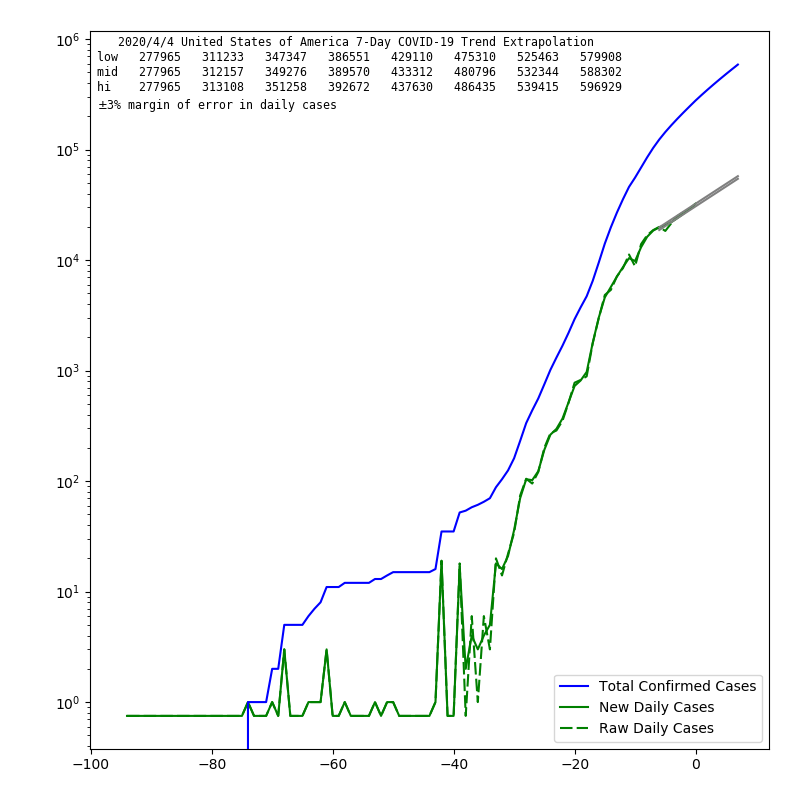 2020/4/4 United States of America 7-Day COVID-19 Trend Extrapolation
low 277965 311233 347347 386551 429110 475310 525463 579908
mid 277965 312157 349276 389570 433312 480796 532344 588302
hi 277965 313108 351258 392672 437630 486435 539415 596929
±3% margin of error in daily cases
10⁶
10⁵
10⁴
10³
10²
10¹
10⁰
Total Confirmed Cases
New Daily Cases
Raw Daily Cases
−100 −80 −60 −40 −20 0